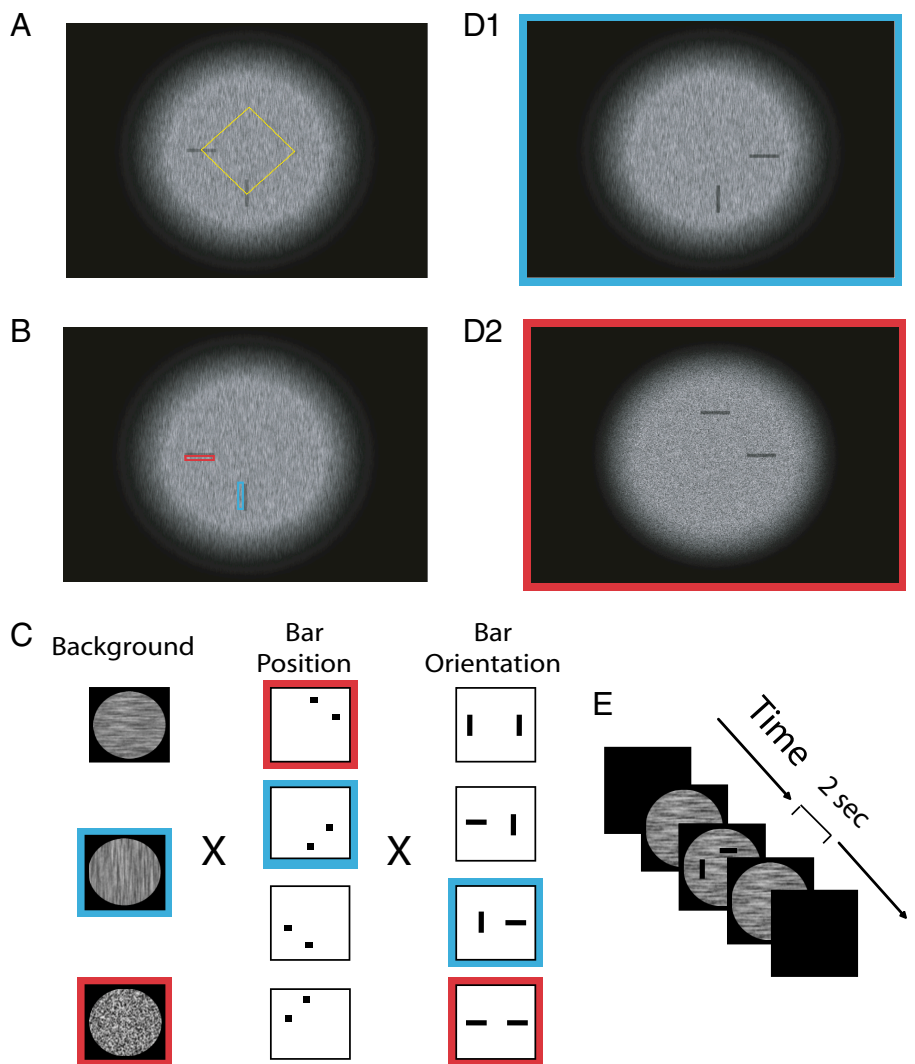 A
D1
B
D2
C
Background
Bar
Position
Bar
Orientation
X
X
E
Time
2 sec